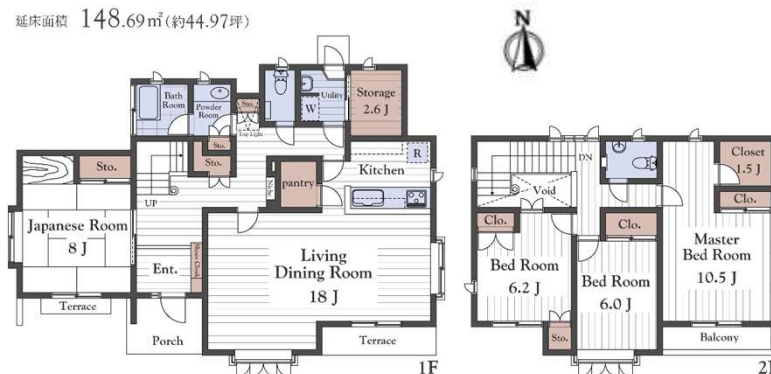 延床面積 148.69㎡(約44.97坪)
N
Bath
Room
Powder
Room
Sto.
Top Light
Utility
W
Storage
2.6 J
Sto.
Sto.
Sto.
Kitchen
R
pantry
Niche
UP
Japanese Room
8 J
Ent.
Shoes Cloak
Living
Dining Room
18 J
Terrace
Porch
Terrace
1F
DN
Void
Closet
1.5 J
Clo.
Clo.
Clo.
Bed Room
6.2 J
Bed Room
6.0 J
Master
Bed Room
10.5 J
Sto.
Balcony
2F